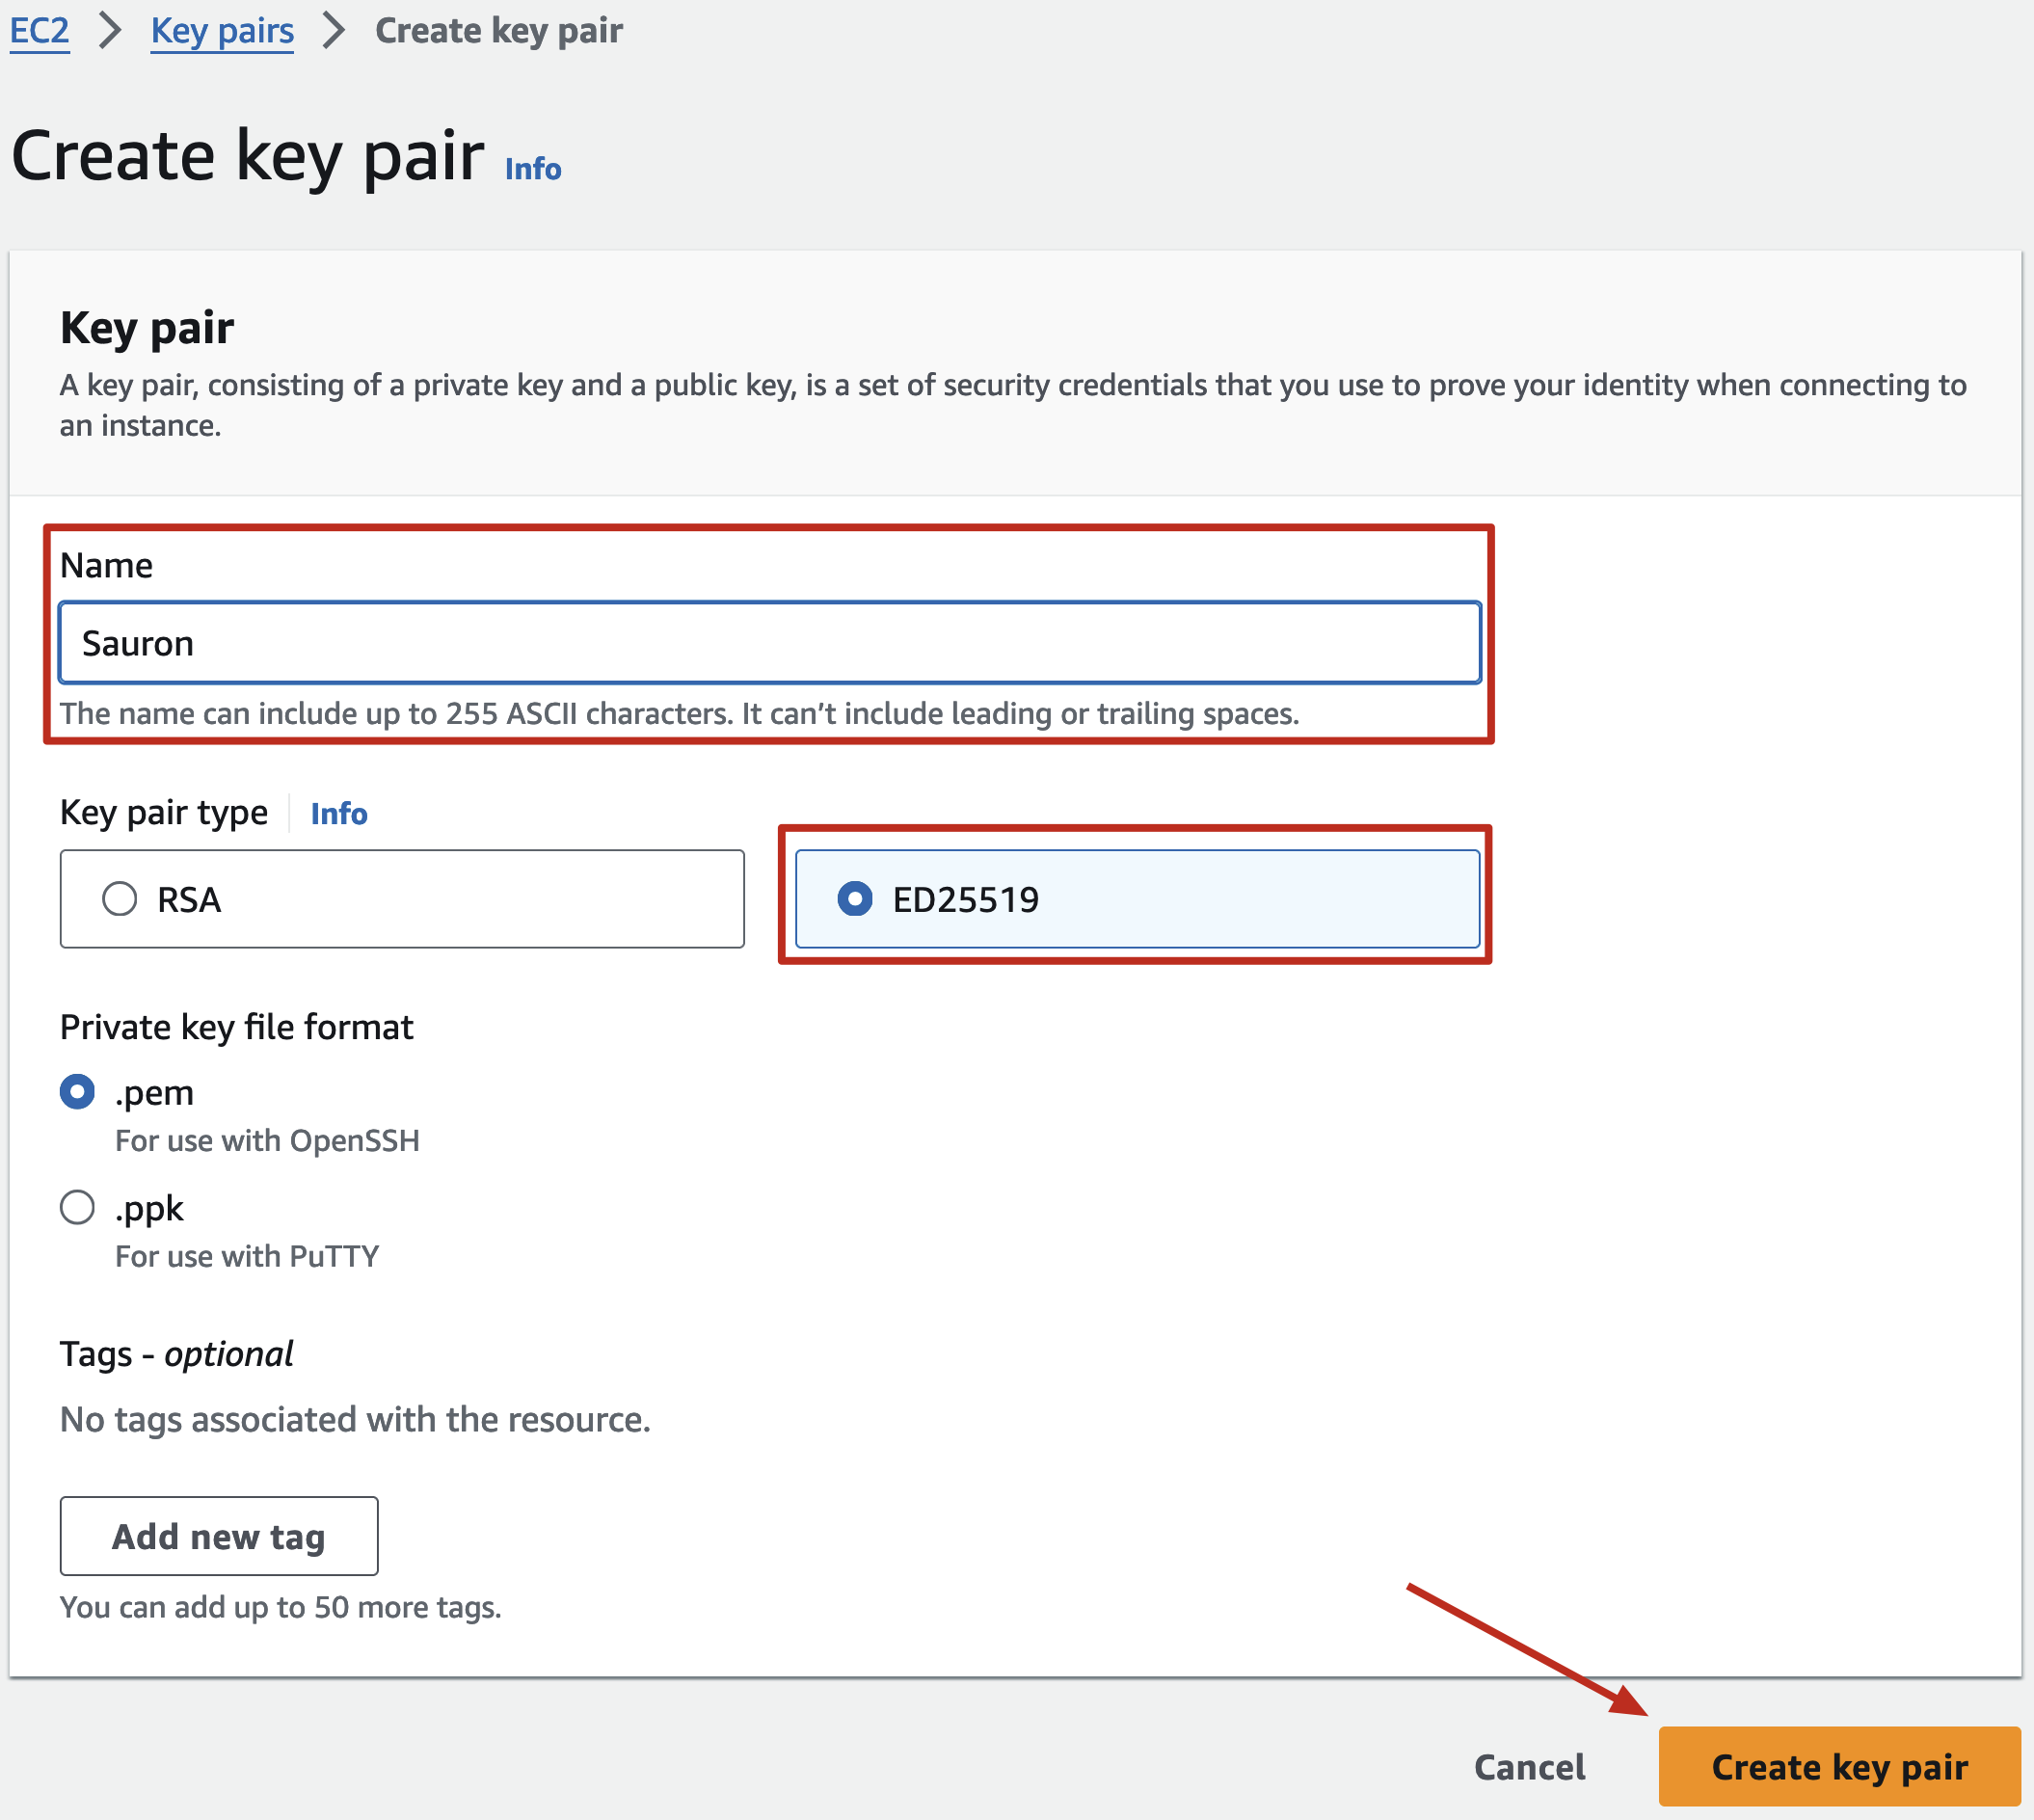 EC2 > Key pairs > Create key pair
Create key pair Info
Key pair
A key pair, consisting of a private key and a public key, is a set of security credentials that you use to prove your identity when connecting to
an instance.
Name
Sauron
The name can include up to 255 ASCII characters. It can’t include leading or trailing spaces.
Key pair type Info
RSA
ED25519
Private key file format
.pem
For use with OpenSSH
.ppk
For use with PuTTY
Tags - optional
No tags associated with the resource.
Add new tag
You can add up to 50 more tags.
Cancel
Create key pair